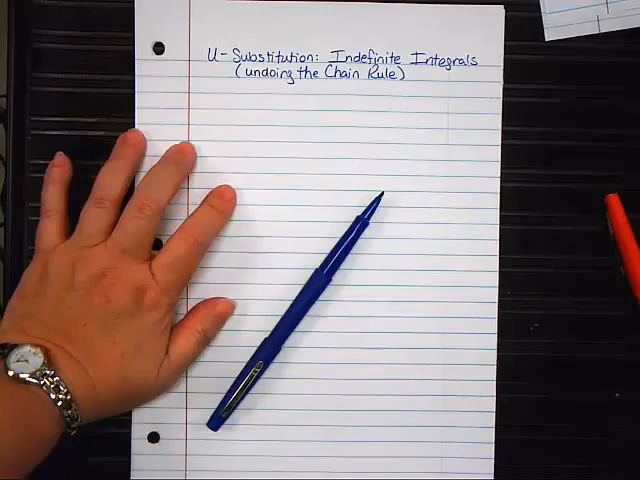 U- Substitution: Indefinite Integrals
(undoing the Chain Rule)